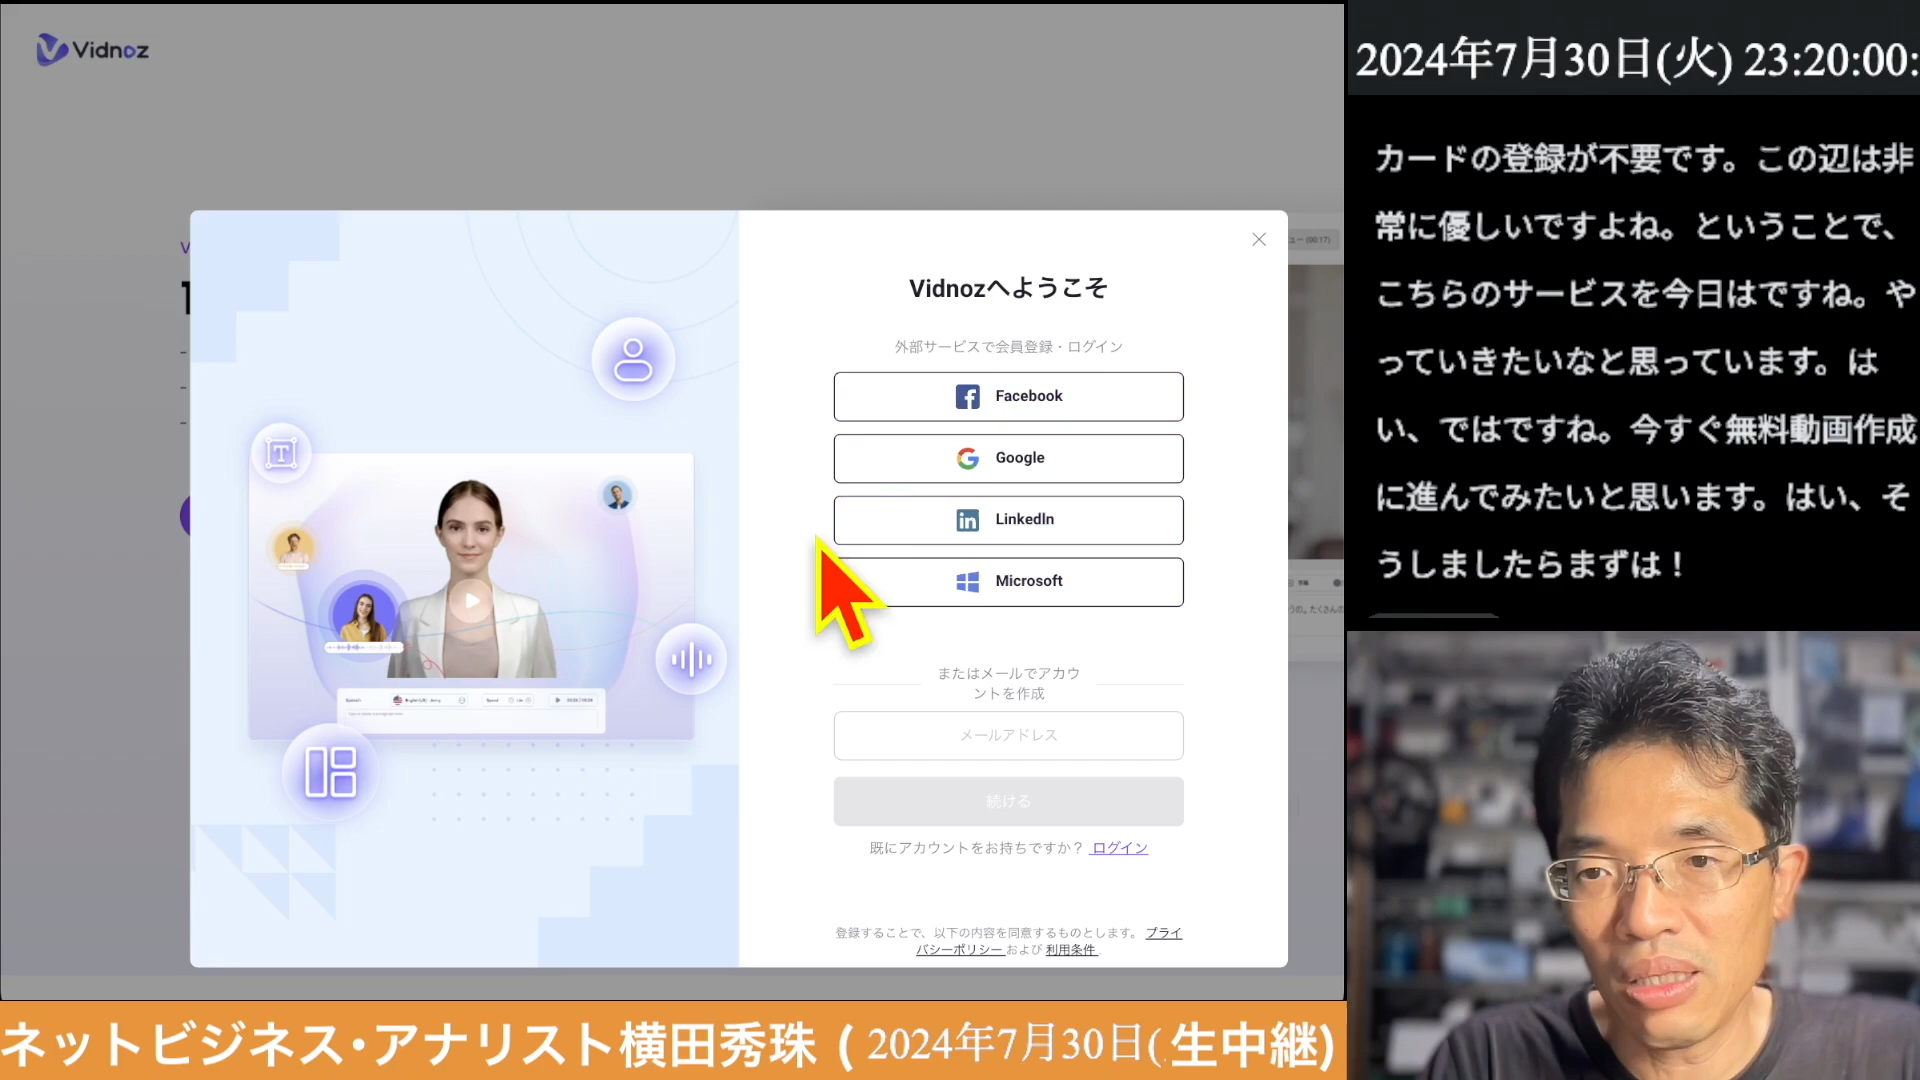 Vidnoz
2024年7月30日(火) 23:20:00:
カードの登録が不要です。この辺は非
常に優しいですよね。ということで、
こちらのサービスを今日はですね。や
っていきたいなと思っています。は
い、ではですね。今すぐ無料動画作成
に進んでみたいと思います。はい、そ
うしましたらまずは！
Vidnozへようこそ
外部サービスで会員登録・ログイン
Facebook
Google
LinkedIn
Microsoft
またはメールでアカウ
ントを作成
メールアドレス
続ける
既にアカウントをお持ちですか？ ログイン
登録することで、以下の内容を同意するものとします。 プライ
バシーポリシー および 利用条件
ネットビジネス・アナリスト横田秀珠 ( 2024年7月30日( 生中継)